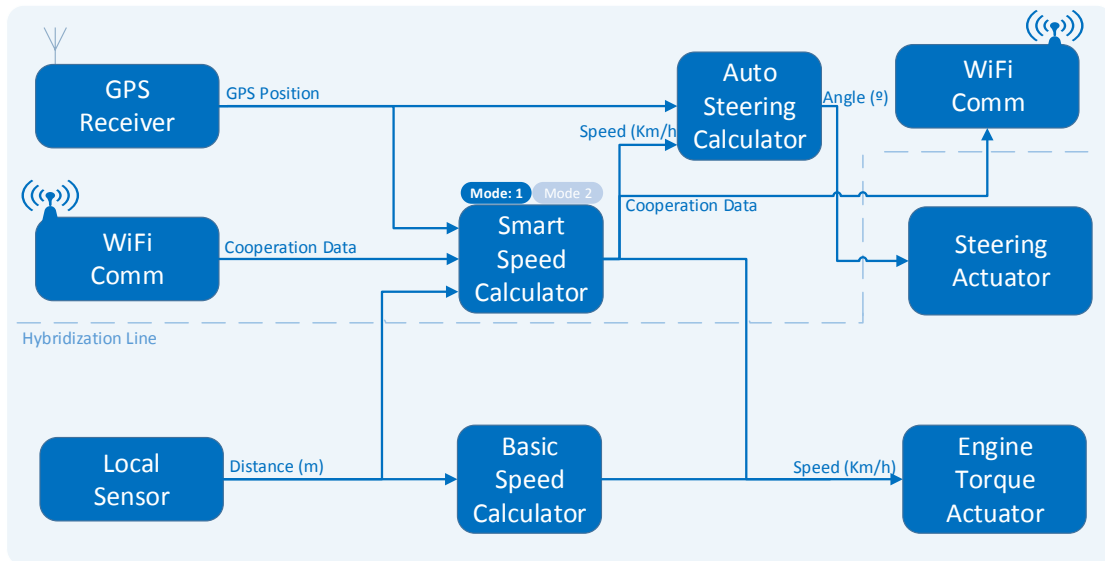 GPS
Receiver
GPS Position
Auto
Steering
Calculator
Angle (º)
WiFi
Comm
Speed (Km/h
Mode: 1
Mode 2
WiFi
Comm
Cooperation Data
Smart
Speed
Calculator
Cooperation Data
Steering
Actuator
Hybridization Line
Local
Sensor
Distance (m)
Basic
Speed
Calculator
Speed (Km/h)
Engine
Torque
Actuator